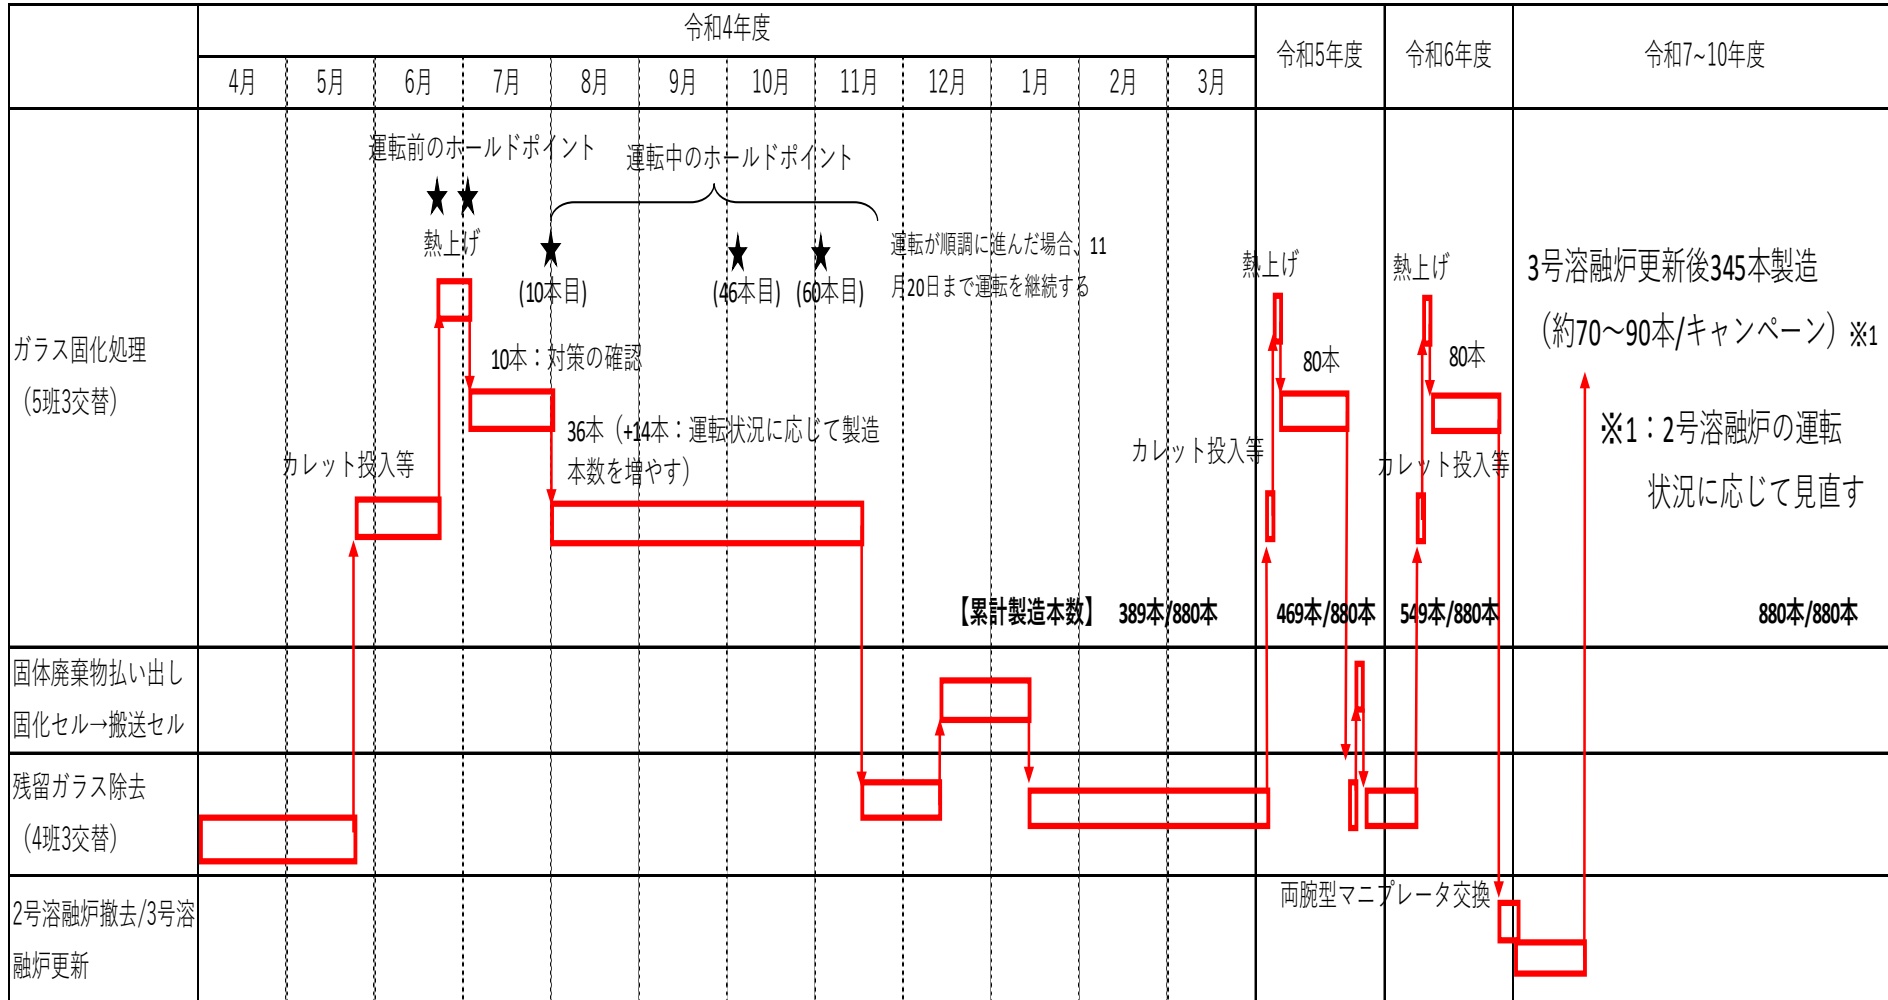 令和4年度
令和5年度
令和6年度
令和7~10年度
4月
5月
6月
7月
8月
9月
10月
11月
12月
1月
2月
3月
ガラス固化処理
（5班3交替）
運転前のホールドポイント
運転中のホールドポイント
熱上げ
(10本目)
(46本目)
(60本目)
運転が順調に進んだ場合、11
月20日まで運転を継続する
10本：対策の確認
36本（+14本：運転状況に応じて製造
本数を増やす）
カレット投入等
熱上げ
80本
カレット投入等
熱上げ
80本
カレット投入等
3号溶融炉更新後345本製造
（約70～90本/キャンペーン）※1
※1：2号溶融炉の運転
状況に応じて見直す
【累計製造本数】 389本/880本
469本/880本
549本/880本
880本/880本
固体廃棄物払い出し
固化セル→搬送セル
残留ガラス除去
（4班3交替）
2号溶融炉撤去/3号溶
融炉更新
両腕型マニプレータ交換